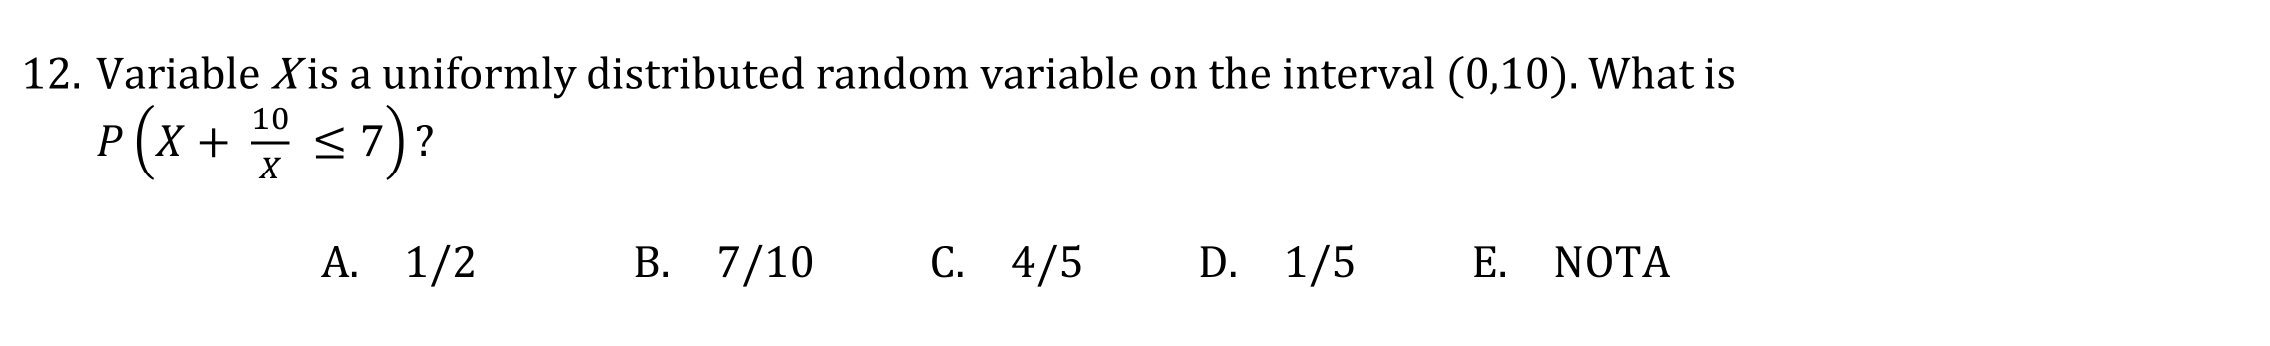 12. Variable X is a uniformly distributed random variable on the interval (0,10). What is
P(X + 10/X ≤ 7)?
A. 1/2 B. 7/10 C. 4/5 D. 1/5 E. NOTA